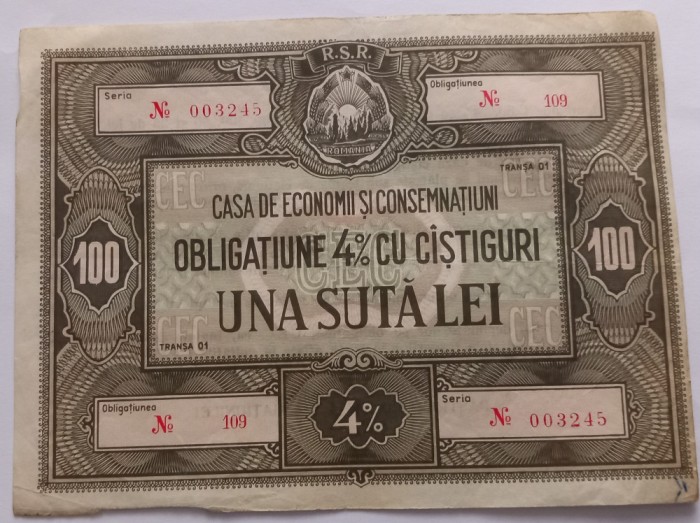 R.S.R.
Seria
№ 003245
Obligațiunea
№ 109
ROMANIA
TRANȘA 01
CEC CEC
CASA DE ECONOMII ȘI CONSEMNAȚIUNI
OBLIGAȚIUNE 4% CU CÎȘTIGURI
100 100
CEC
UNA SUTĂ LEI
CEC CEC
TRANȘA 01
Obligațiunea
№ 109
4%
Seria
№ 003245